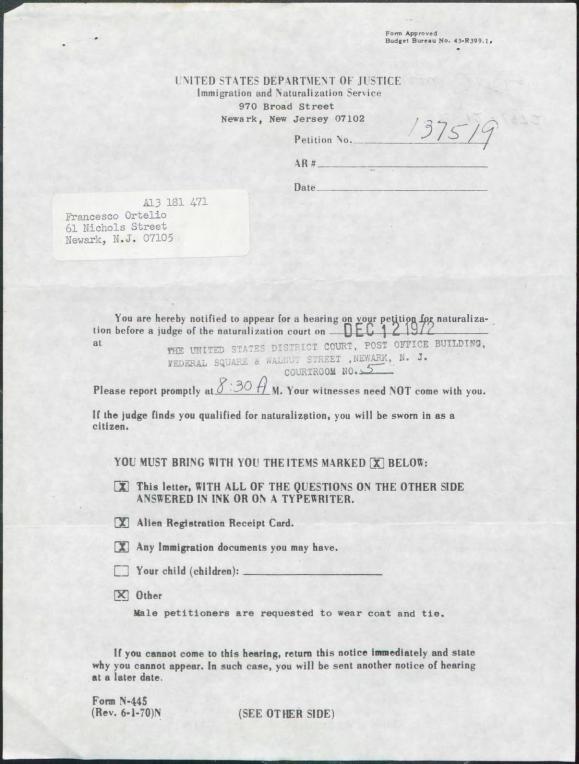 Form Approved
Budget Bureau No. 43-R399.1.
UNITED STATES DEPARTMENT OF JUSTICE
Immigration and Naturalization Service
970 Broad Street
Newark, New Jersey 07102
Petition No. 137519
AR #
Date
A13 181 471
Francesco Ortelio
61 Nichols Street
Newark, N.J. 07105
You are hereby notified to appear for a hearing on your petition for naturaliza-
tion before a judge of the naturalization court on DEC 12 1972
at THE UNITED STATES DISTRICT COURT, POST OFFICE BUILDING,
FEDERAL SQUARE & WALNUT STREET ,NEWARK, N. J.
COURTROOM NO. 5
Please report promptly at 8:30 A M. Your witnesses need NOT come with you.
If the judge finds you qualified for naturalization, you will be sworn in as a
citizen.
YOU MUST BRING WITH YOU THE ITEMS MARKED X BELOW:
X This letter, WITH ALL OF THE QUESTIONS ON THE OTHER SIDE
ANSWERED IN INK OR ON A TYPEWRITER.
X Alien Registration Receipt Card.
X Any Immigration documents you may have.
Your child (children):
X Other
Male petitioners are requested to wear coat and tie.
If you cannot come to this hearing, return this notice immediately and state
why you cannot appear. In such case, you will be sent another notice of hearing
at a later date.
Form N-445
(Rev. 6-1-70)N (SEE OTHER SIDE)